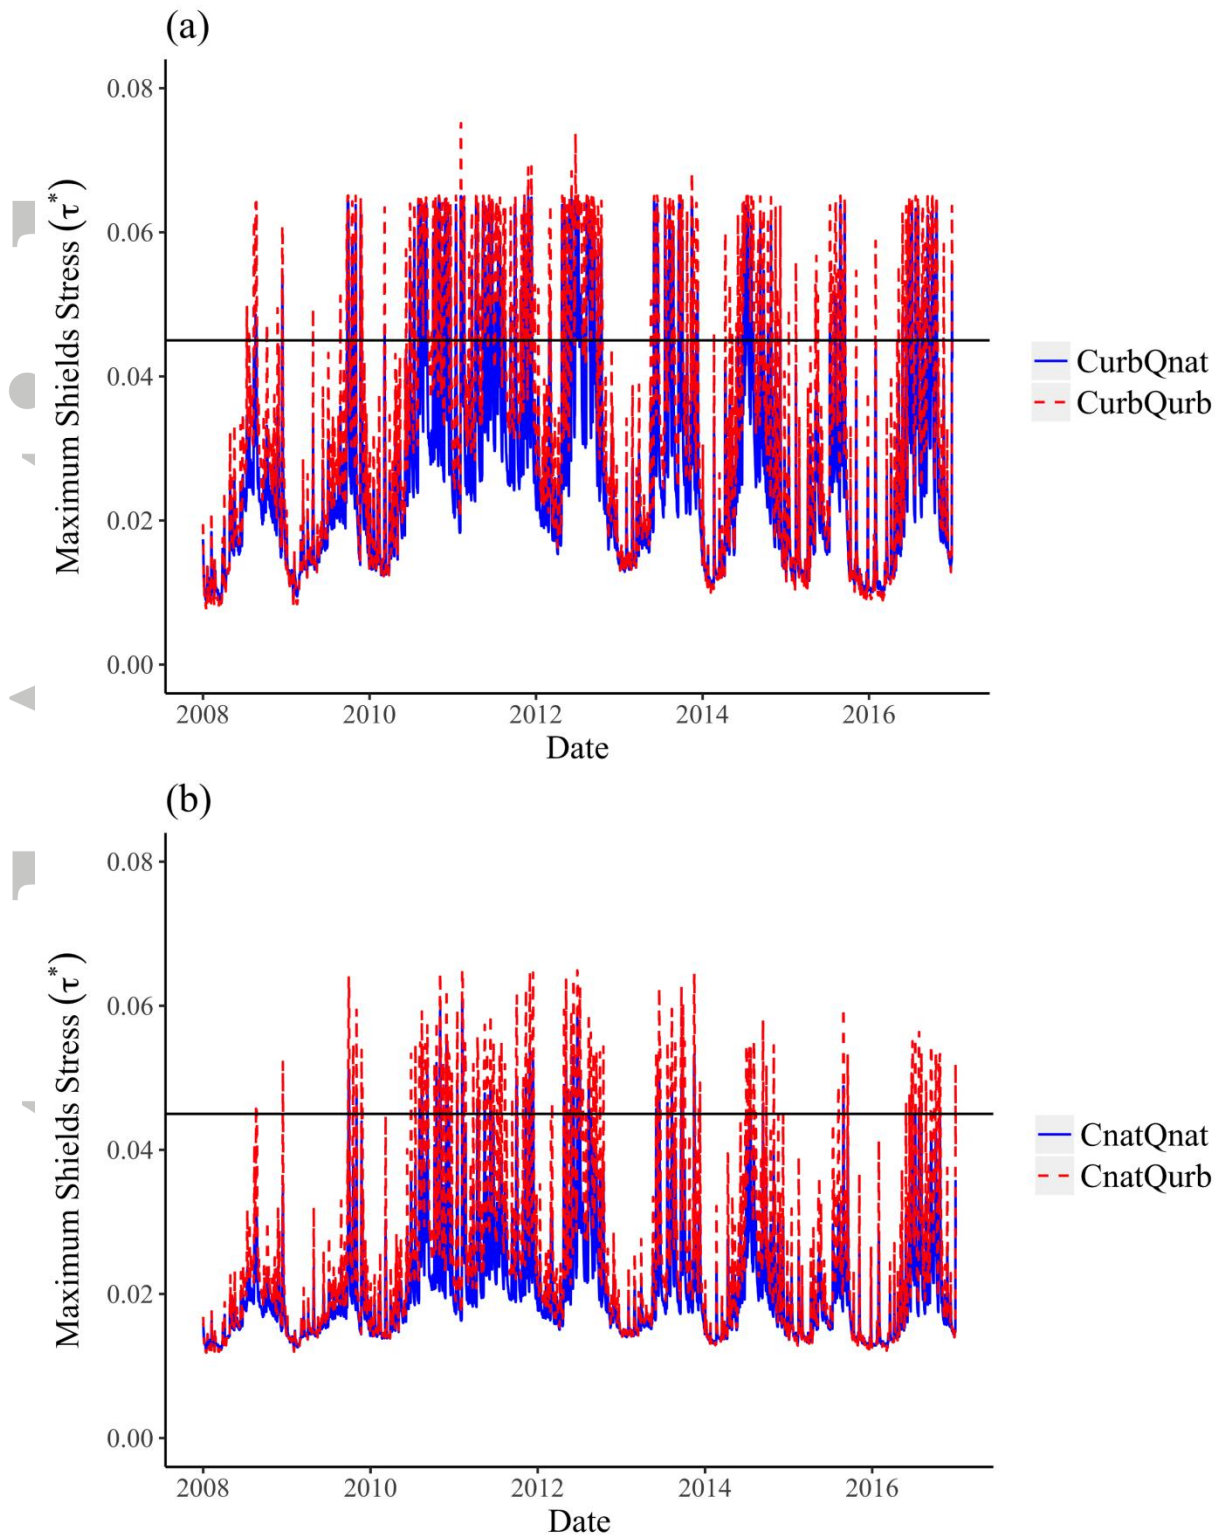 (a)
Maximum Shields Stress (τ*)
0.08
0.06
0.04
0.02
0.00
2008 2010 2012 2014 2016
Date
CurbQnat
CurbQurb
(b)
Maximum Shields Stress (τ*)
0.08
0.06
0.04
0.02
0.00
2008 2010 2012 2014 2016
Date
CnatQnat
CnatQurb